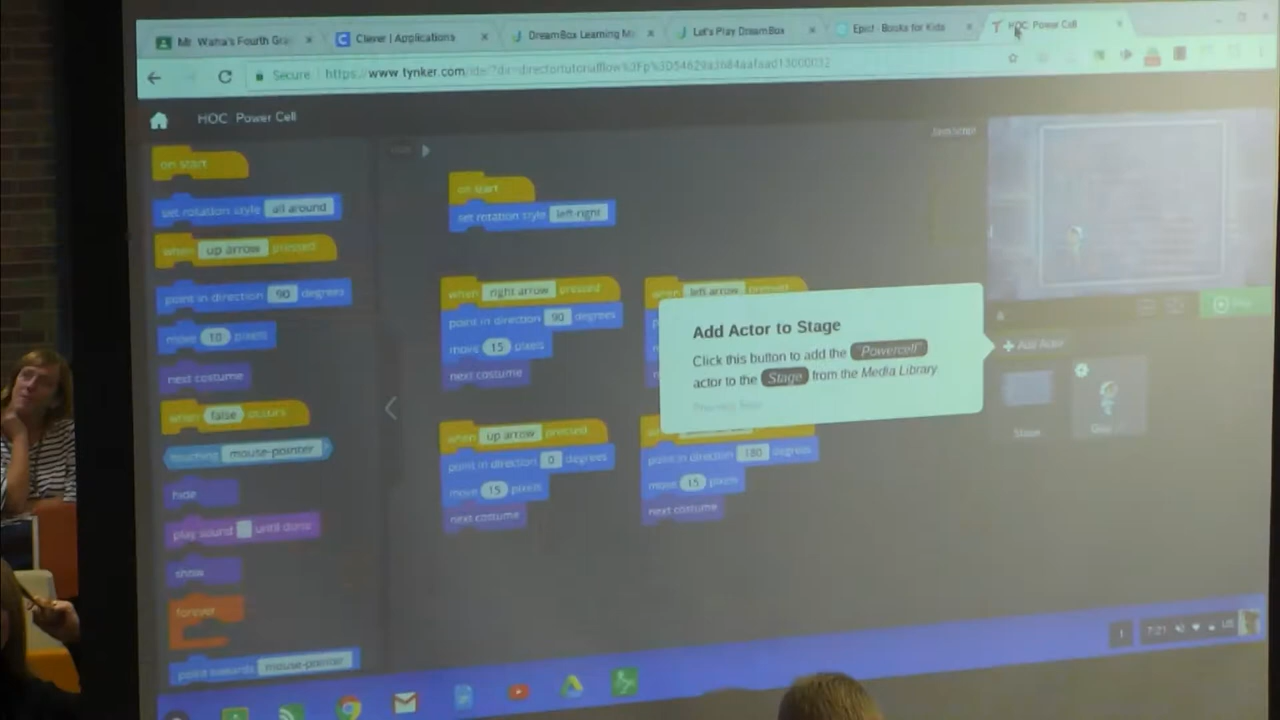 Mr. Wana's Fourth Gra
Clever | Applications
DreamBox Learning M
Let's Play DreamBox
Epic! - Books for Kids
HOC Power Cell
Secure
https://www.tynker.com
HOC Power Cell
on start
set rotation style all around
when up arrow pressed
point in direction 90 degrees
move 10 pixels
next costume
when false occurs
touching mouse-pointer
hide
play sound until done
show
forever
point towards mouse-pointer
on start
set rotation style left-right
when right arrow pressed
point in direction 90 degrees
move 15 pixels
next costume
when left arrow pressed
when up arrow pressed
point in direction 0 degrees
move 15 pixels
next costume
point in direction 180 degrees
move 15 pixels
next costume
Add Actor to Stage
Click this button to add the "Powercell"
actor to the Stage from the Media Library
+ Add Actor
Stage
7:21
US